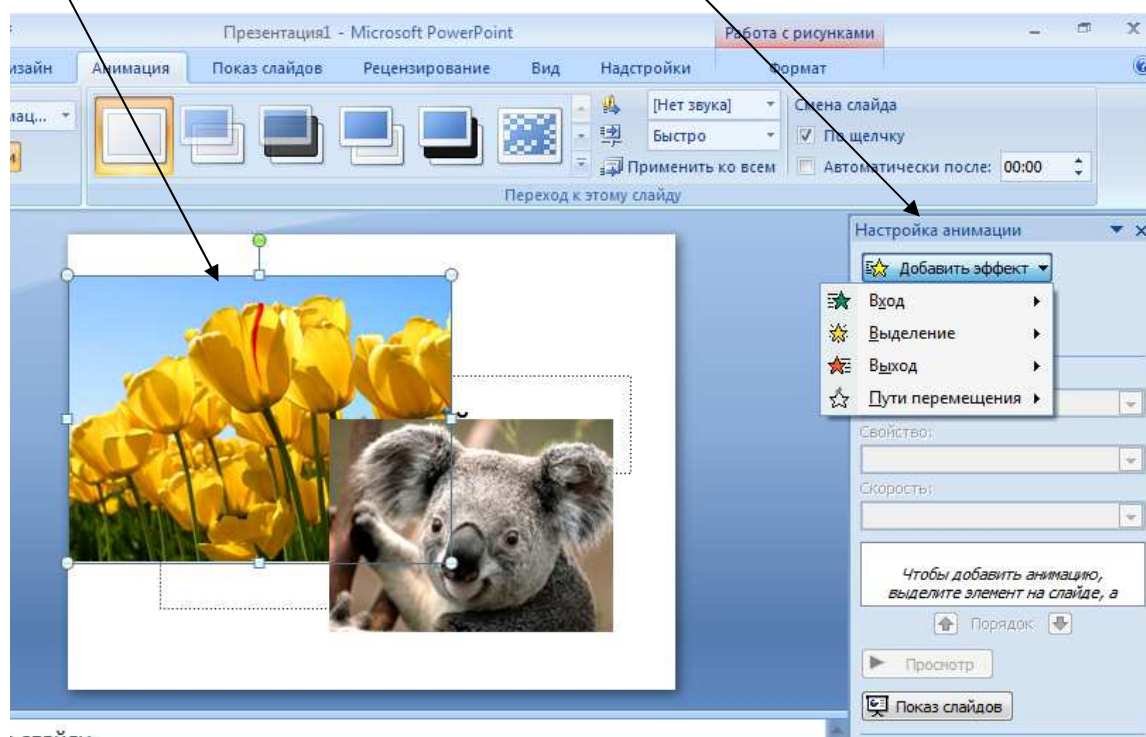 Презентация1 - Microsoft PowerPoint
Работа с рисунками
Анимация Показ слайдов Рецензирование Вид Надстройки Формат
[Нет звука]
Смена слайда
Быстро
По щелчку
Применить ко всем
Автоматически после: 00:00
Переход к этому слайду
Настройка анимации
Добавить эффект
Вход
Выделение
Выход
Пути перемещения
Свойство:
Скорость:
Чтобы добавить анимацию,
выделите элемент на слайде, а
Порядок
Просмотр
Показ слайдов